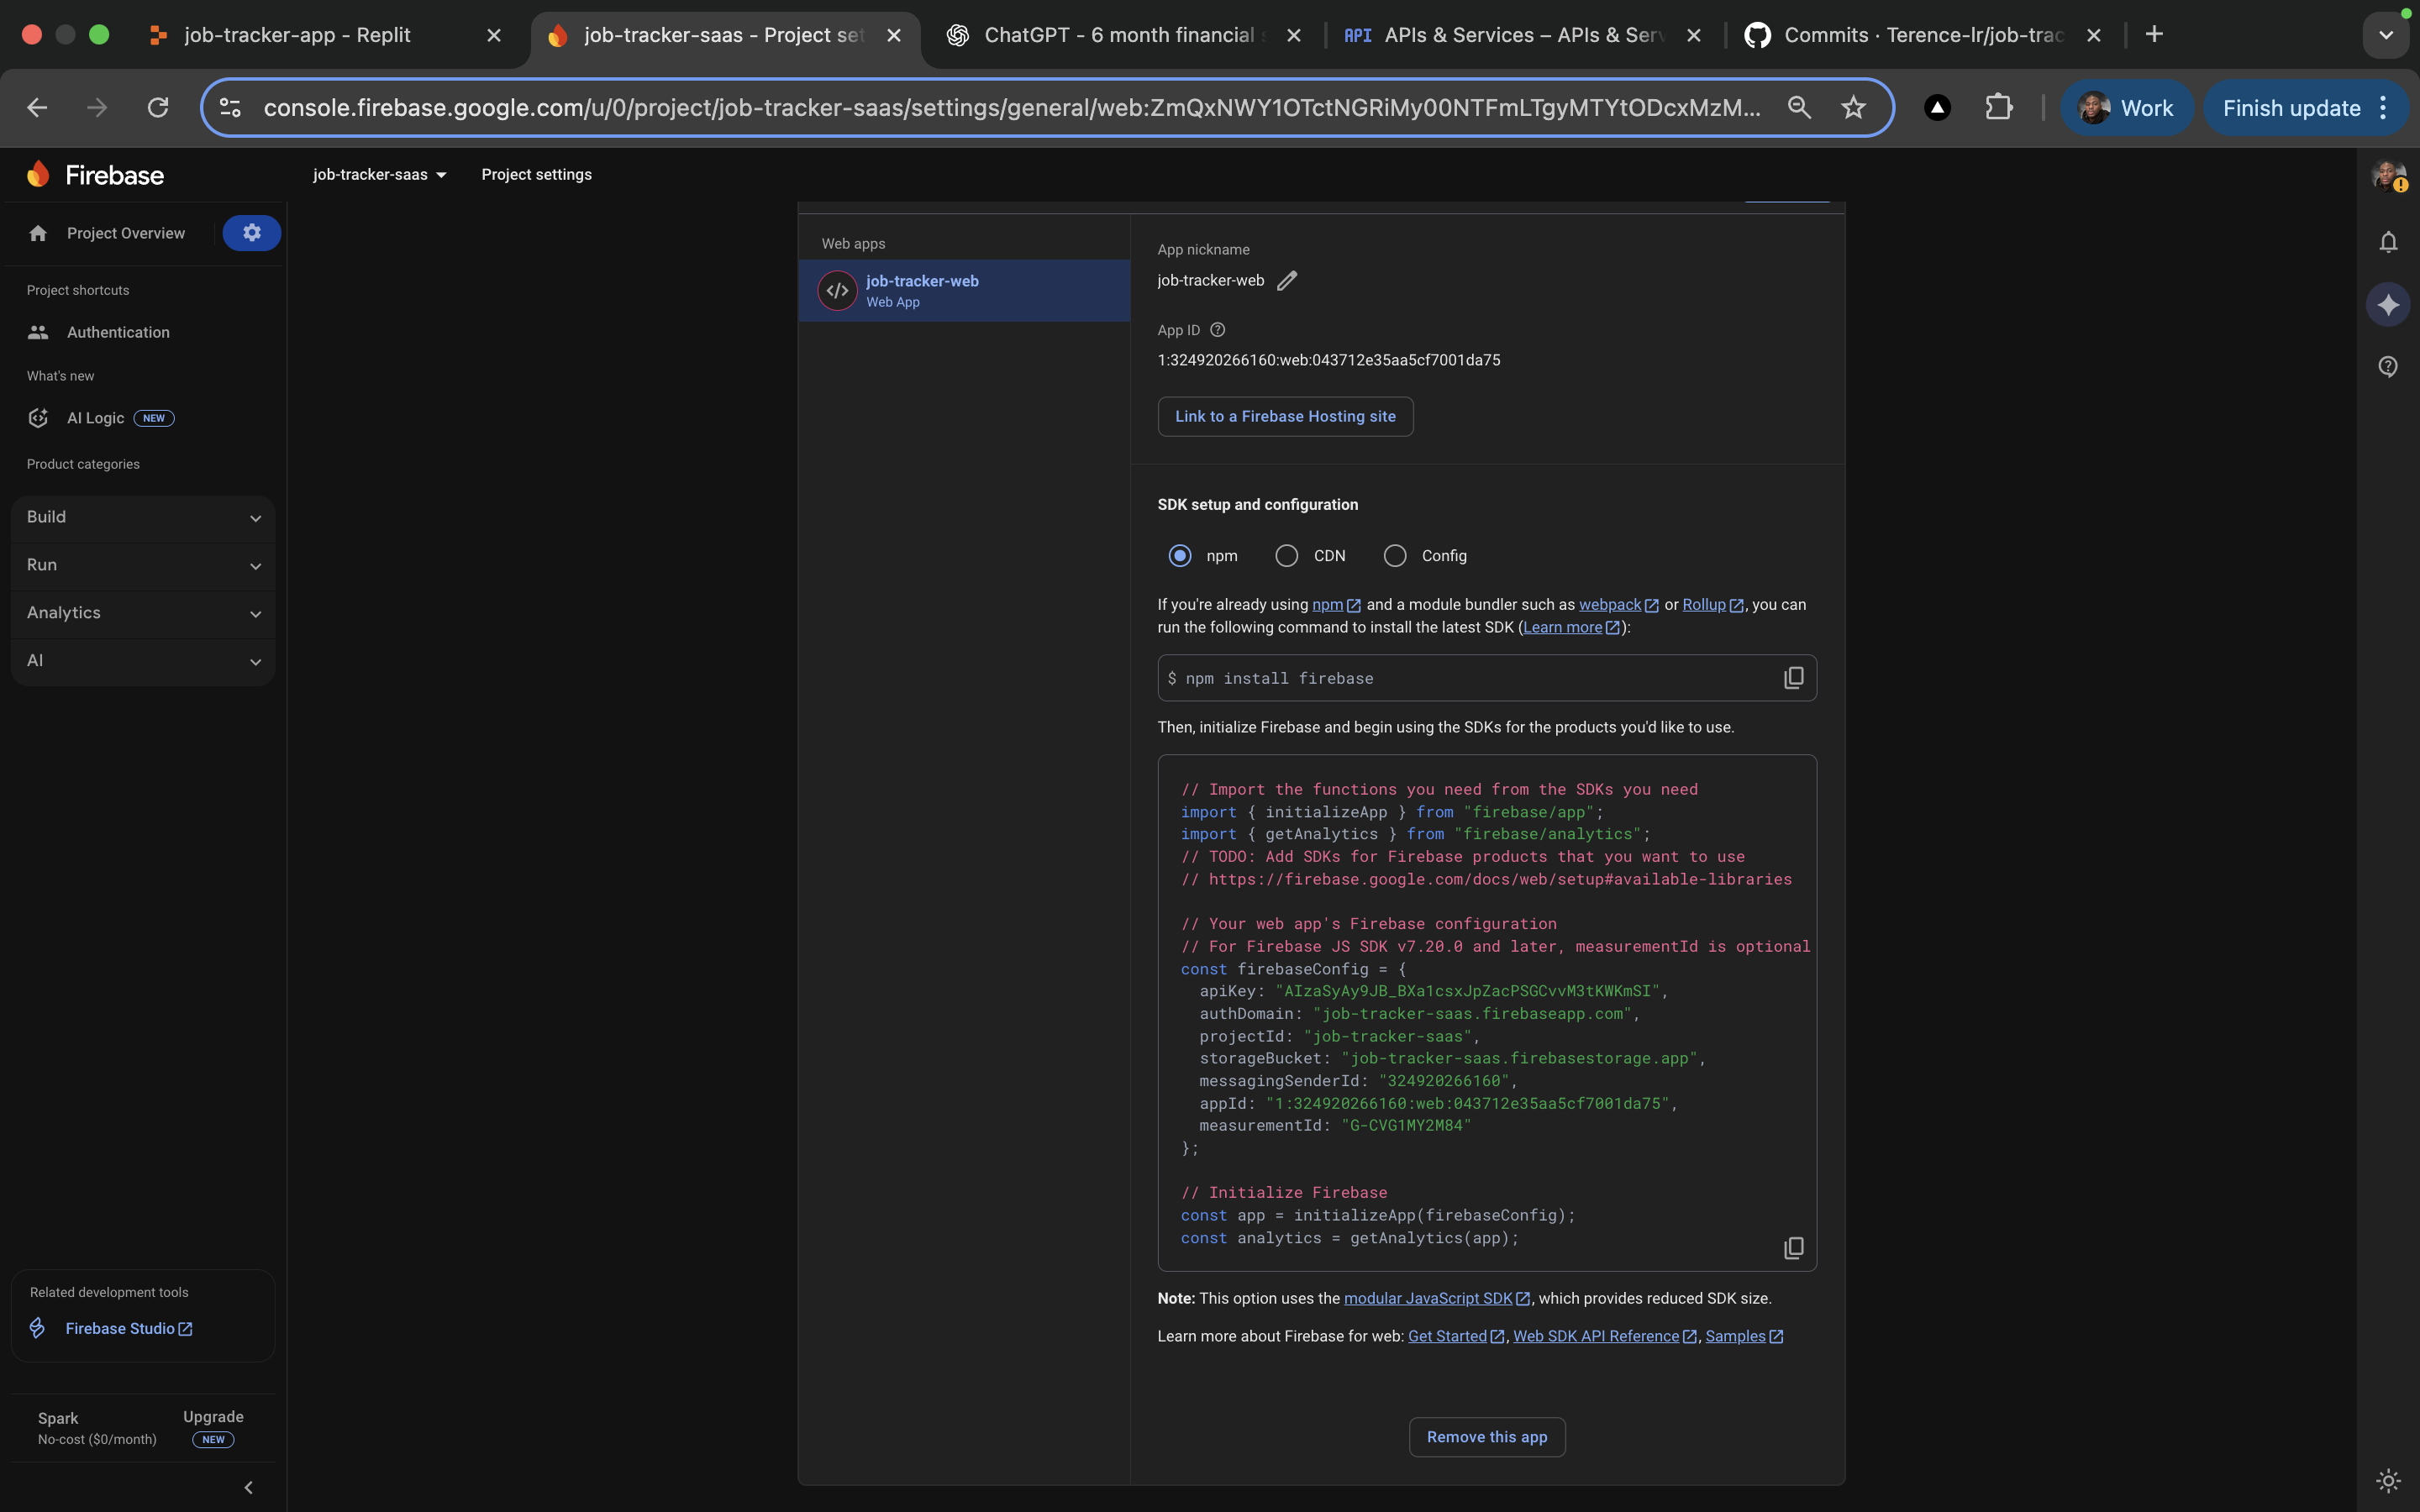 job-tracker-app - Replit
job-tracker-saas - Project set
ChatGPT - 6 month financial
API APIs & Services – APIs & Serv
Commits · Terence-lr/job-trac
console.firebase.google.com/u/0/project/job-tracker-saas/settings/general/web:ZmQxNWY1OTctNGRiMy00NTFmLTgyMTYtODcxMzM...
Work
Finish update
Firebase
job-tracker-saas
Project settings
Project Overview
Project shortcuts
Authentication
What's new
AI Logic NEW
Product categories
Build
Run
Analytics
AI
Related development tools
Firebase Studio
Spark
No-cost ($0/month)
Upgrade
NEW
Web apps
job-tracker-web
Web App
App nickname
job-tracker-web
App ID
1:324920266160:web:043712e35aa5cf7001da75
Link to a Firebase Hosting site
SDK setup and configuration
npm CDN Config
If you're already using npm and a module bundler such as webpack or Rollup, you can
run the following command to install the latest SDK (Learn more):
$ npm install firebase
Then, initialize Firebase and begin using the SDKs for the products you'd like to use.
// Import the functions you need from the SDKs you need
import { initializeApp } from "firebase/app";
import { getAnalytics } from "firebase/analytics";
// TODO: Add SDKs for Firebase products that you want to use
// https://firebase.google.com/docs/web/setup#available-libraries
// Your web app's Firebase configuration
// For Firebase JS SDK v7.20.0 and later, measurementId is optional
const firebaseConfig = {
apiKey: "AIzaSyAy9JB_BXa1csxJpZacPSGCvvM3tKWKmSI",
authDomain: "job-tracker-saas.firebaseapp.com",
projectId: "job-tracker-saas",
storageBucket: "job-tracker-saas.firebasestorage.app",
messagingSenderId: "324920266160",
appId: "1:324920266160:web:043712e35aa5cf7001da75",
measurementId: "G-CVG1MY2M84"
};
// Initialize Firebase
const app = initializeApp(firebaseConfig);
const analytics = getAnalytics(app);
Note: This option uses the modular JavaScript SDK, which provides reduced SDK size.
Learn more about Firebase for web: Get Started, Web SDK API Reference, Samples
Remove this app